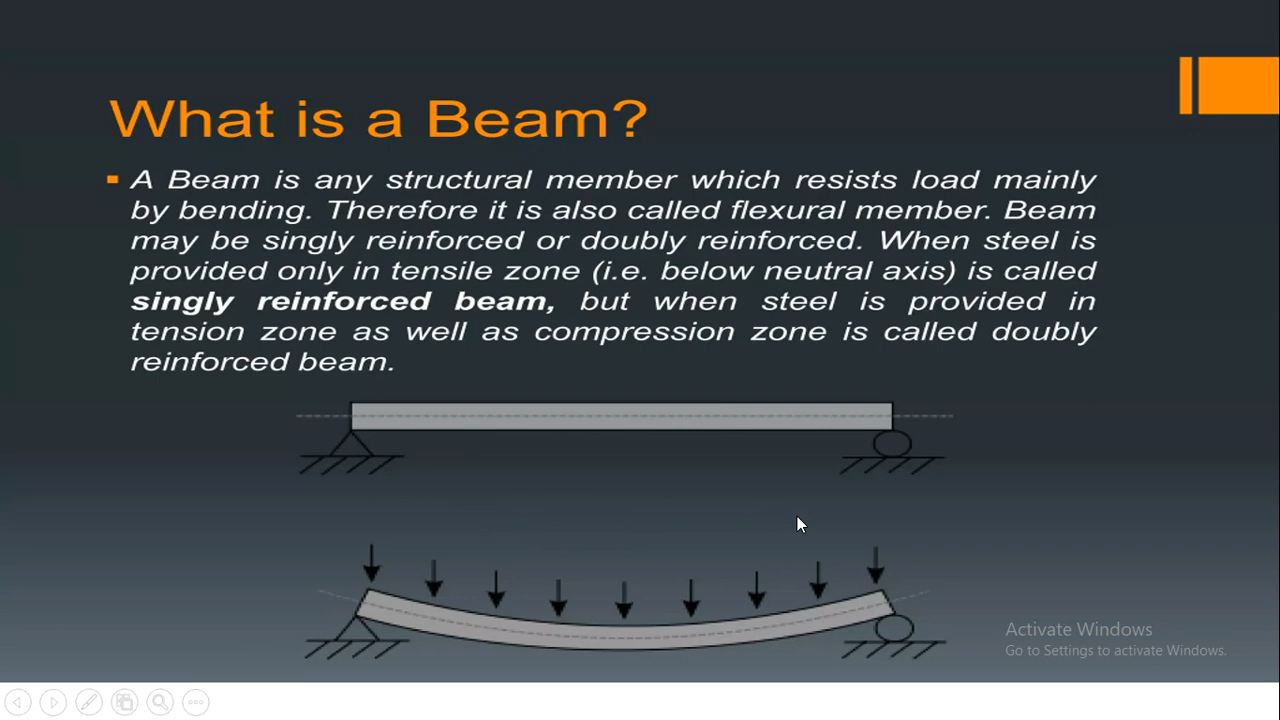 What is a Beam?
A Beam is any structural member which resists load mainly
by bending. Therefore it is also called flexural member. Beam
may be singly reinforced or doubly reinforced. When steel is
provided only in tensile zone (i.e. below neutral axis) is called
singly reinforced beam, but when steel is provided in
tension zone as well as compression zone is called doubly
reinforced beam.
Activate Windows
Go to Settings to activate Windows.